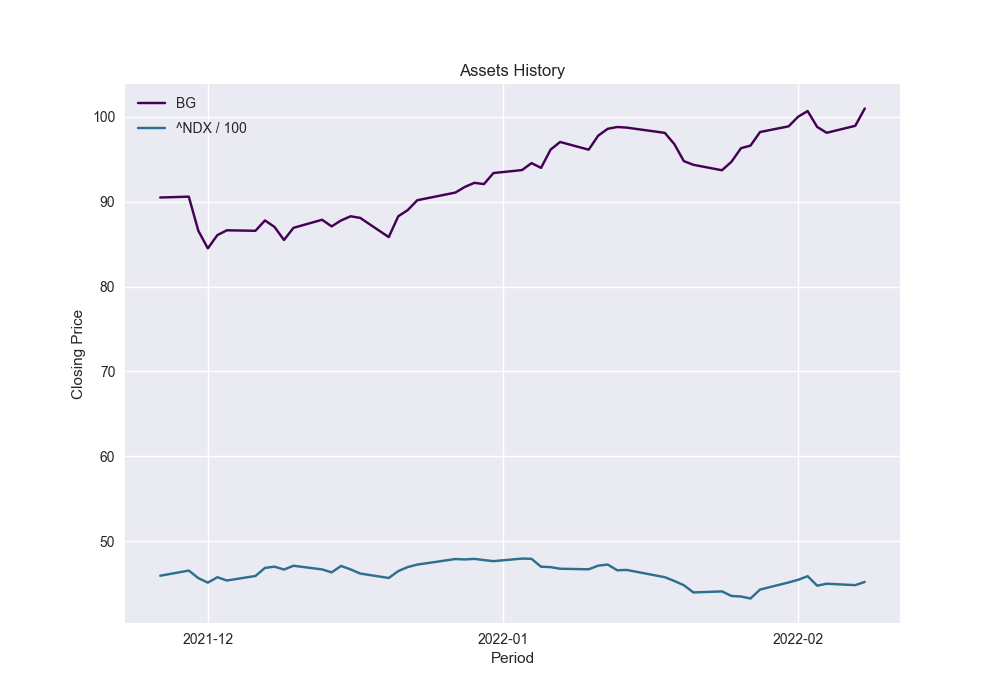 Assets History
BG
^NDX / 100
Closing Price
100
90
80
70
60
50
2021-12
2022-01
2022-02
Period